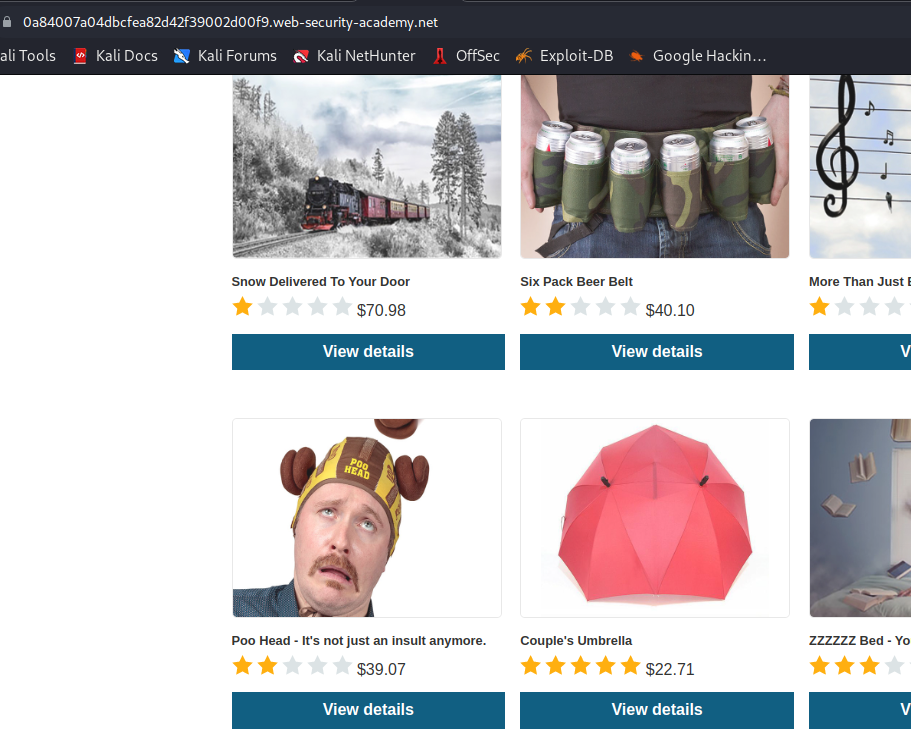 0a84007a04dbcfea82d42f39002d00f9.web-security-academy.net
ali Tools Kali Docs Kali Forums Kali NetHunter OffSec Exploit-DB Google Hackin…
Snow Delivered To Your Door Six Pack Beer Belt More Than Just
$70.98 $40.10
View details View details V
POO
HEAD
Poo Head - It's not just an insult anymore. Couple's Umbrella ZZZZZZ Bed - Yo
$39.07 $22.71
View details View details V